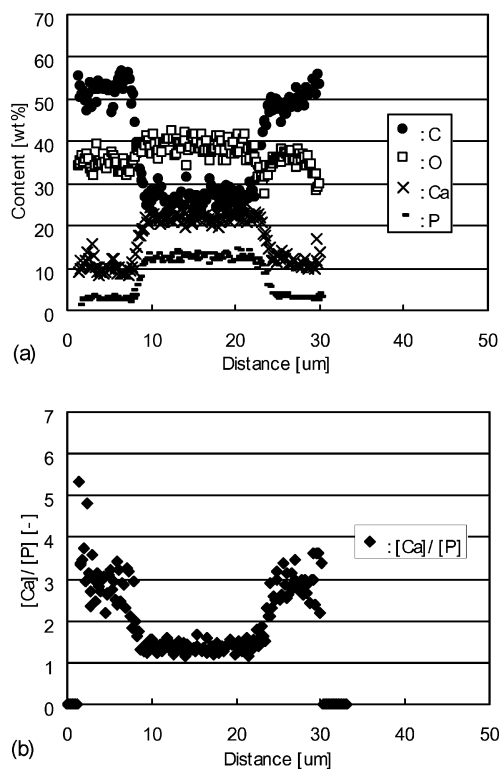 70
60
50
40
30
20
10
0
Content [wt%]
: C
: O
: Ca
: P
0 10 20 30 40 50
(a)
Distance [um]
7
6
5
4
3
2
1
0
[Ca]/ [P] [-]
: [Ca]/ [P]
0 10 20 30 40 50
(b)
Distance [um]